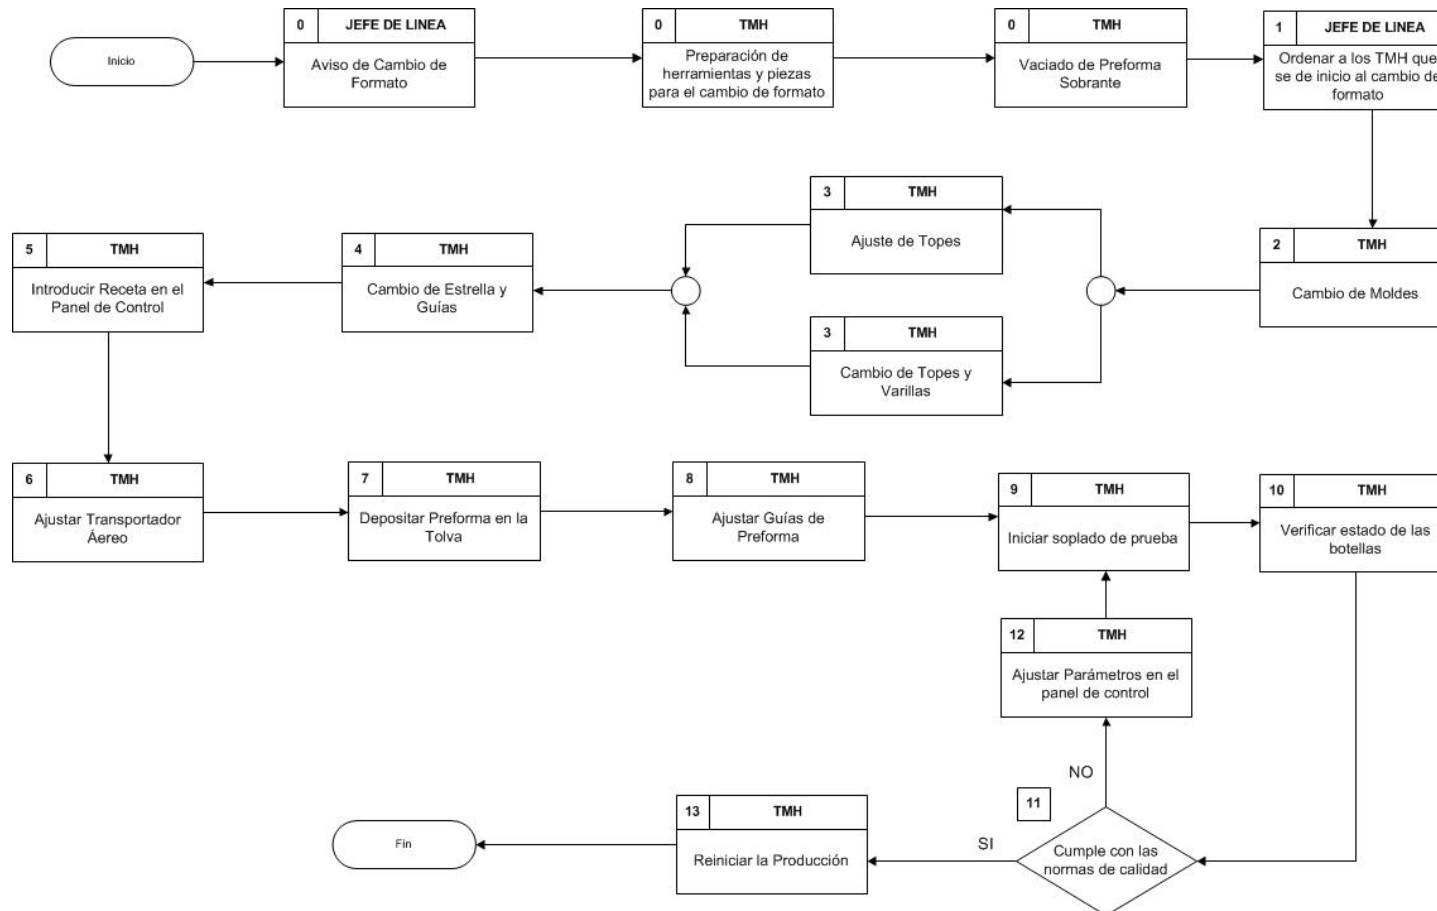 Inicio
0 JEFE DE LINEA
Aviso de Cambio de
Formato
0 TMH
Preparación de
herramientas y piezas
para el cambio de formato
0 TMH
Vaciado de Preforma
Sobrante
1 JEFE DE LINEA
Ordenar a los TMH que
se de inicio al cambio de
formato
2 TMH
Cambio de Moldes
3 TMH
Ajuste de Topes
3 TMH
Cambio de Topes y
Varillas
4 TMH
Cambio de Estrella y
Guías
5 TMH
Introducir Receta en el
Panel de Control
6 TMH
Ajustar Transportador
Áereo
7 TMH
Depositar Preforma en la
Tolva
8 TMH
Ajustar Guías de
Preforma
9 TMH
Iniciar soplado de prueba
10 TMH
Verificar estado de las
botellas
12 TMH
Ajustar Parámetros en el
panel de control
NO
11
SI
Cumple con las
normas de calidad
13 TMH
Reiniciar la Producción
Fin